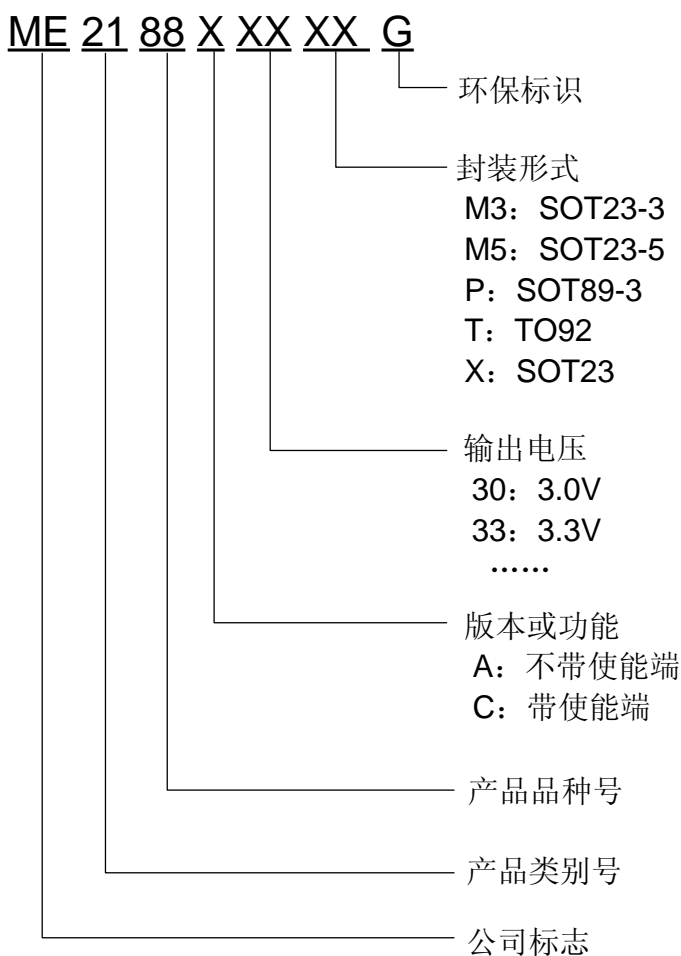 ME 21 88 X XX XX G
环保标识
封装形式
M3：SOT23-3
M5：SOT23-5
P：SOT89-3
T：TO92
X：SOT23
输出电压
30：3.0V
33：3.3V
……
版本或功能
A：不带使能端
C：带使能端
产品品种号
产品类别号
公司标志